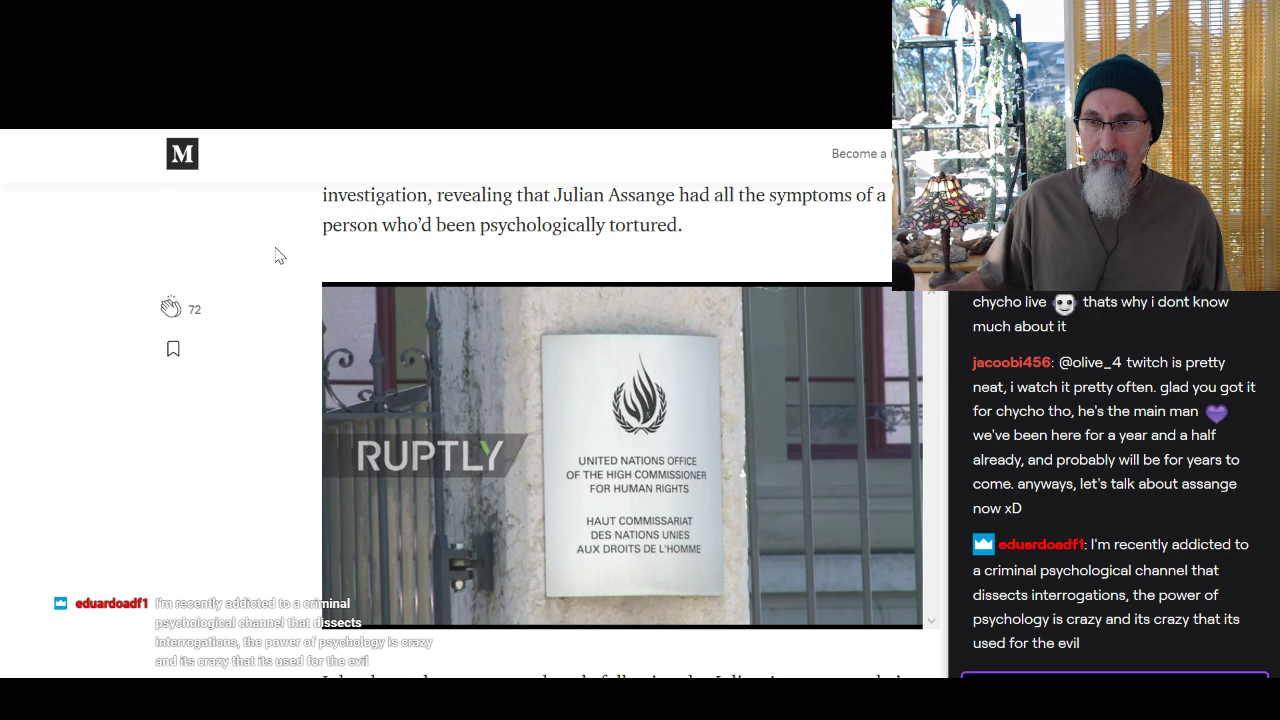 M
Become a
investigation, revealing that Julian Assange had all the symptoms of a
person who'd been psychologically tortured.
72
RUPTLY
UNITED NATIONS OFFICE
OF THE HIGH COMMISSIONER
FOR HUMAN RIGHTS
HAUT COMMISSARIAT
DES NATIONS UNIES
AUX DROITS DE L'HOMME
eduardoadf1 I'm recently addicted to a criminal
psychological channel that dissects
interrogations, the power of psychology is crazy
and its crazy that its used for the evil
chycho live thats why i dont know
much about it
jacoobi456: @olive_4 twitch is pretty
neat, i watch it pretty often. glad you got it
for chycho tho, he's the main man
we've been here for a year and a half
already, and probably will be for years to
come. anyways, let's talk about assange
now xD
eduardoadf1: I'm recently addicted to
a criminal psychological channel that
dissects interrogations, the power of
psychology is crazy and its crazy that its
used for the evil